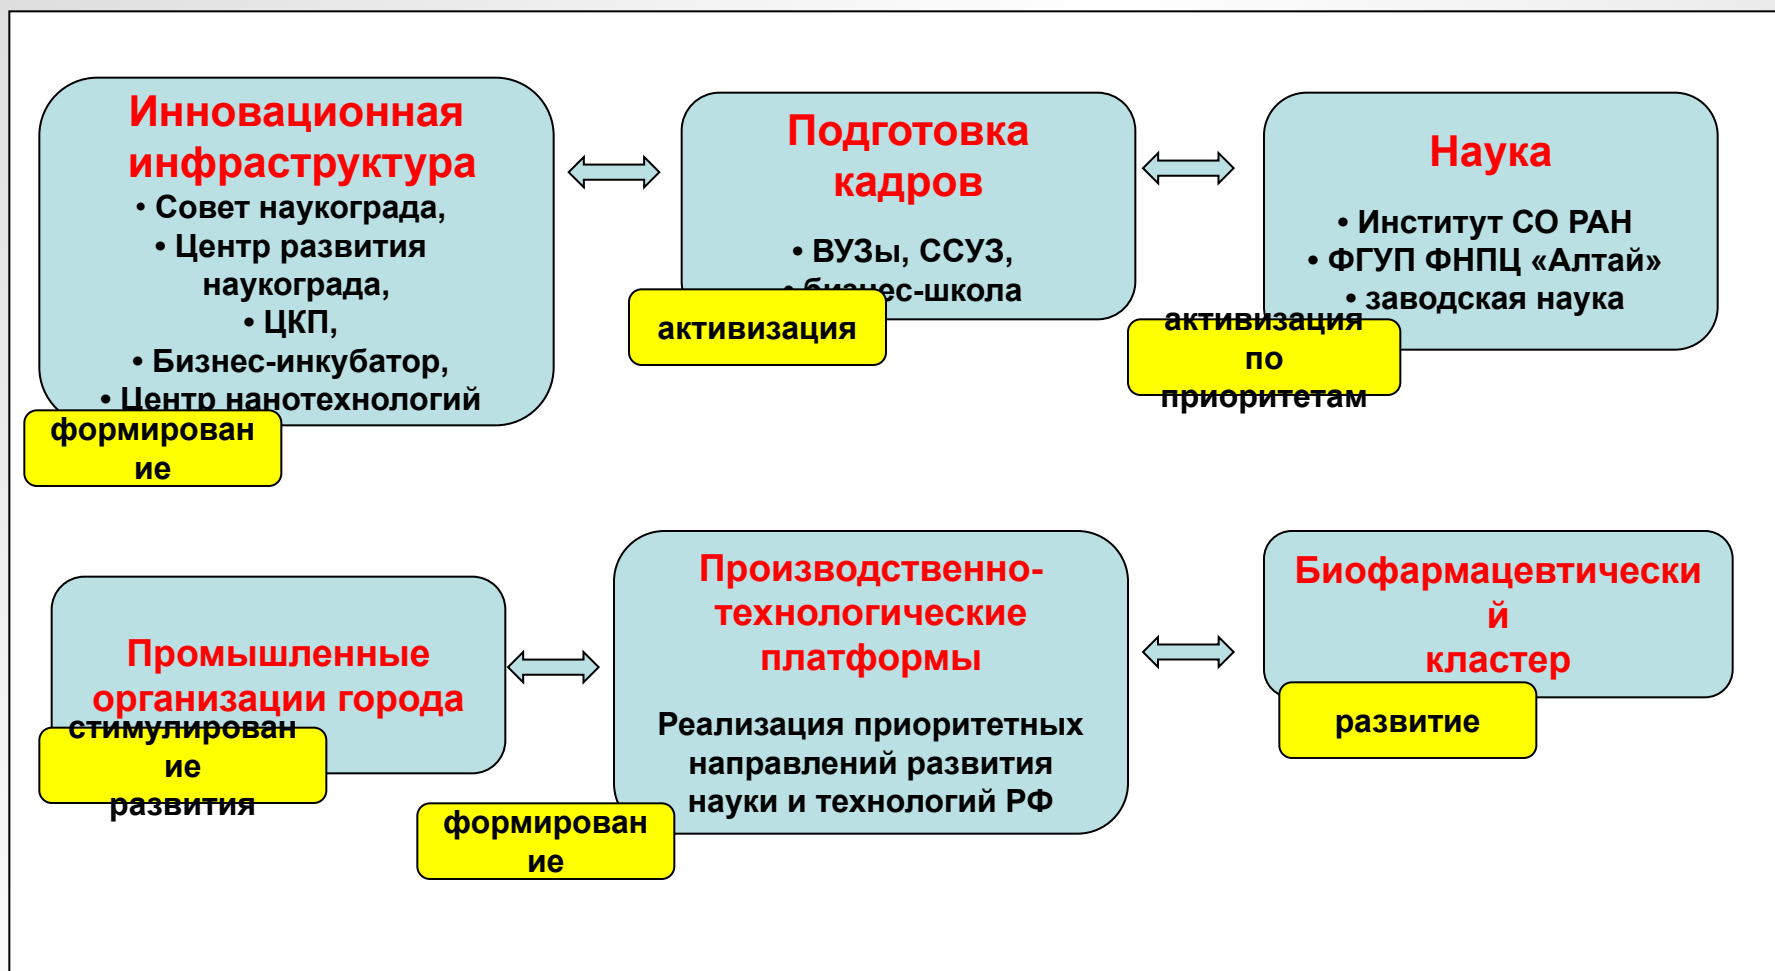 Инновационная
инфраструктура
• Совет наукограда,
• Центр развития
наукограда,
• ЦКП,
• Бизнес-инкубатор,
• Центр нанотехнологий
формирован
ие
Подготовка
кадров
• ВУЗы, ССУЗ,
• бизнес-школа
активизация
Наука
• Институт СО РАН
• ФГУП ФНПЦ «Алтай»
• заводская наука
активизация
по
приоритетам
Промышленные
организации города
стимулирован
ие
развития
Производственно-
технологические
платформы
Реализация приоритетных
направлений развития
науки и технологий РФ
формирован
ие
Биофармацевтически
й
кластер
развитие